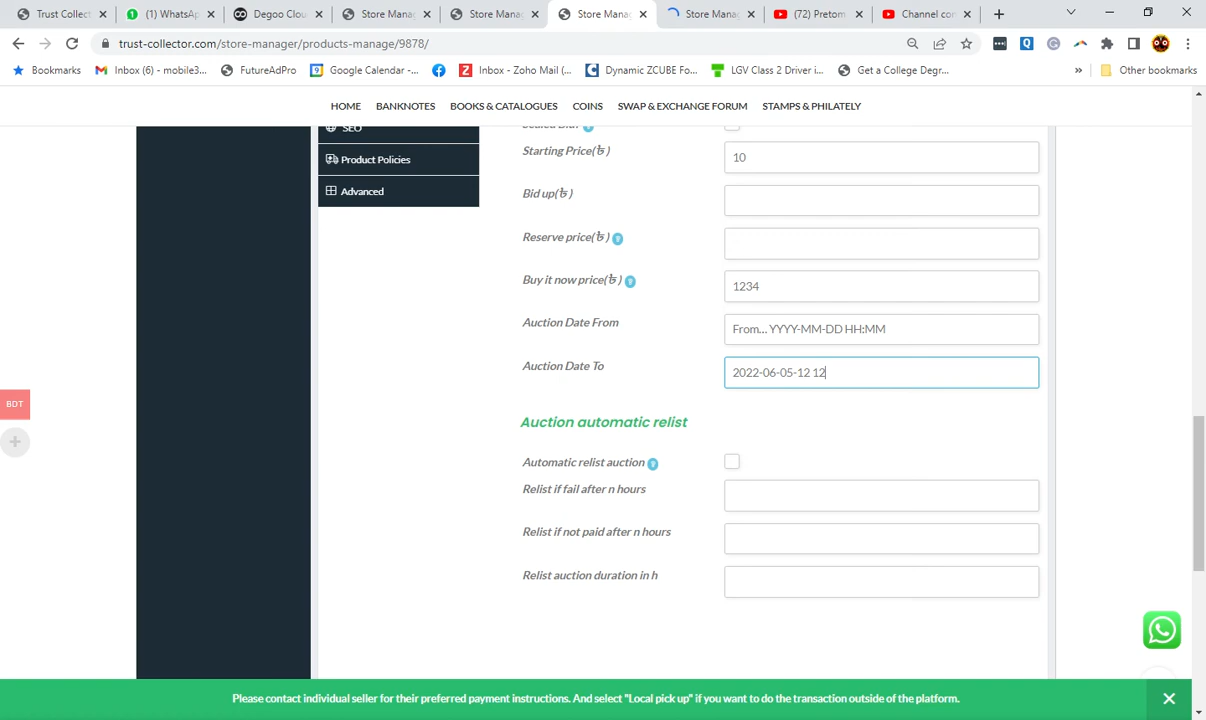 Trust Collect
(1) WhatsAp
Degoo Clou
Store Mana
Store Mana
Store Mana
Store Mana
(72) Pretom
Channel con
trust-collector.com/store-manager/products-manage/9878/
Bookmarks
Inbox (6) - mobile3...
FutureAdPro
Google Calendar -...
Inbox - Zoho Mail (...
Dynamic ZCUBE Fo...
LGV Class 2 Driver i...
Get a College Degr...
»
Other bookmarks
HOME
BANKNOTES
BOOKS & CATALOGUES
COINS
SWAP & EXCHANGE FORUM
STAMPS & PHILATELY
SEO
Product Policies
Advanced
Sealed Bid?
Starting Price(৳ )
10
Bid up(৳ )
Reserve price(৳ )
Buy it now price(৳ )
1234
Auction Date From
From... YYYY-MM-DD HH:MM
Auction Date To
2022-06-05-12 12
BDT
Auction automatic relist
Automatic relist auction
Relist if fail after n hours
Relist if not paid after n hours
Relist auction duration in h
Please contact individual seller for their preferred payment instructions. And select "Local pick up" if you want to do the transaction outside of the platform.